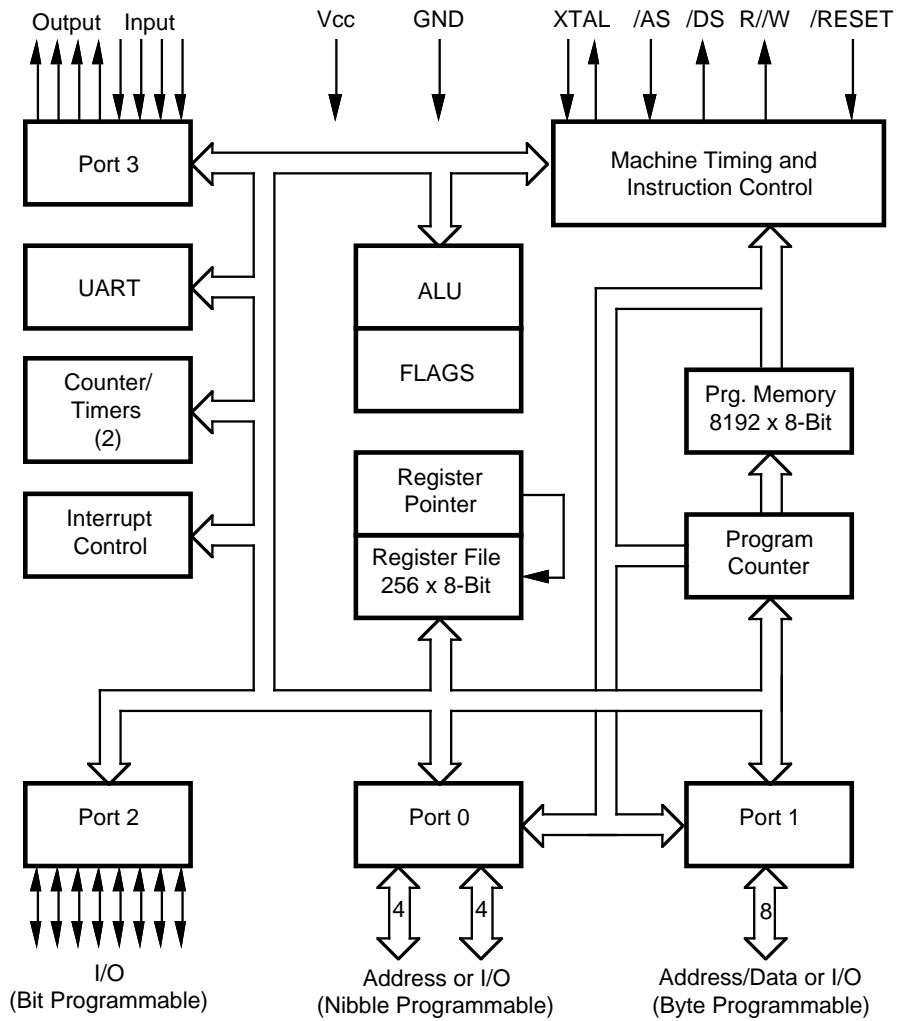 Output Input Vcc GND XTAL /AS /DS R//W /RESET
Port 3
Machine Timing and
Instruction Control
UART
ALU
FLAGS
Counter/
Timers
(2)
Prg. Memory
8192 x 8-Bit
Register
Pointer
Interrupt
Control
Register File
256 x 8-Bit
Program
Counter
Port 2
Port 0
Port 1
4
4
8
I/O
(Bit Programmable)
Address or I/O
(Nibble Programmable)
Address/Data or I/O
(Byte Programmable)